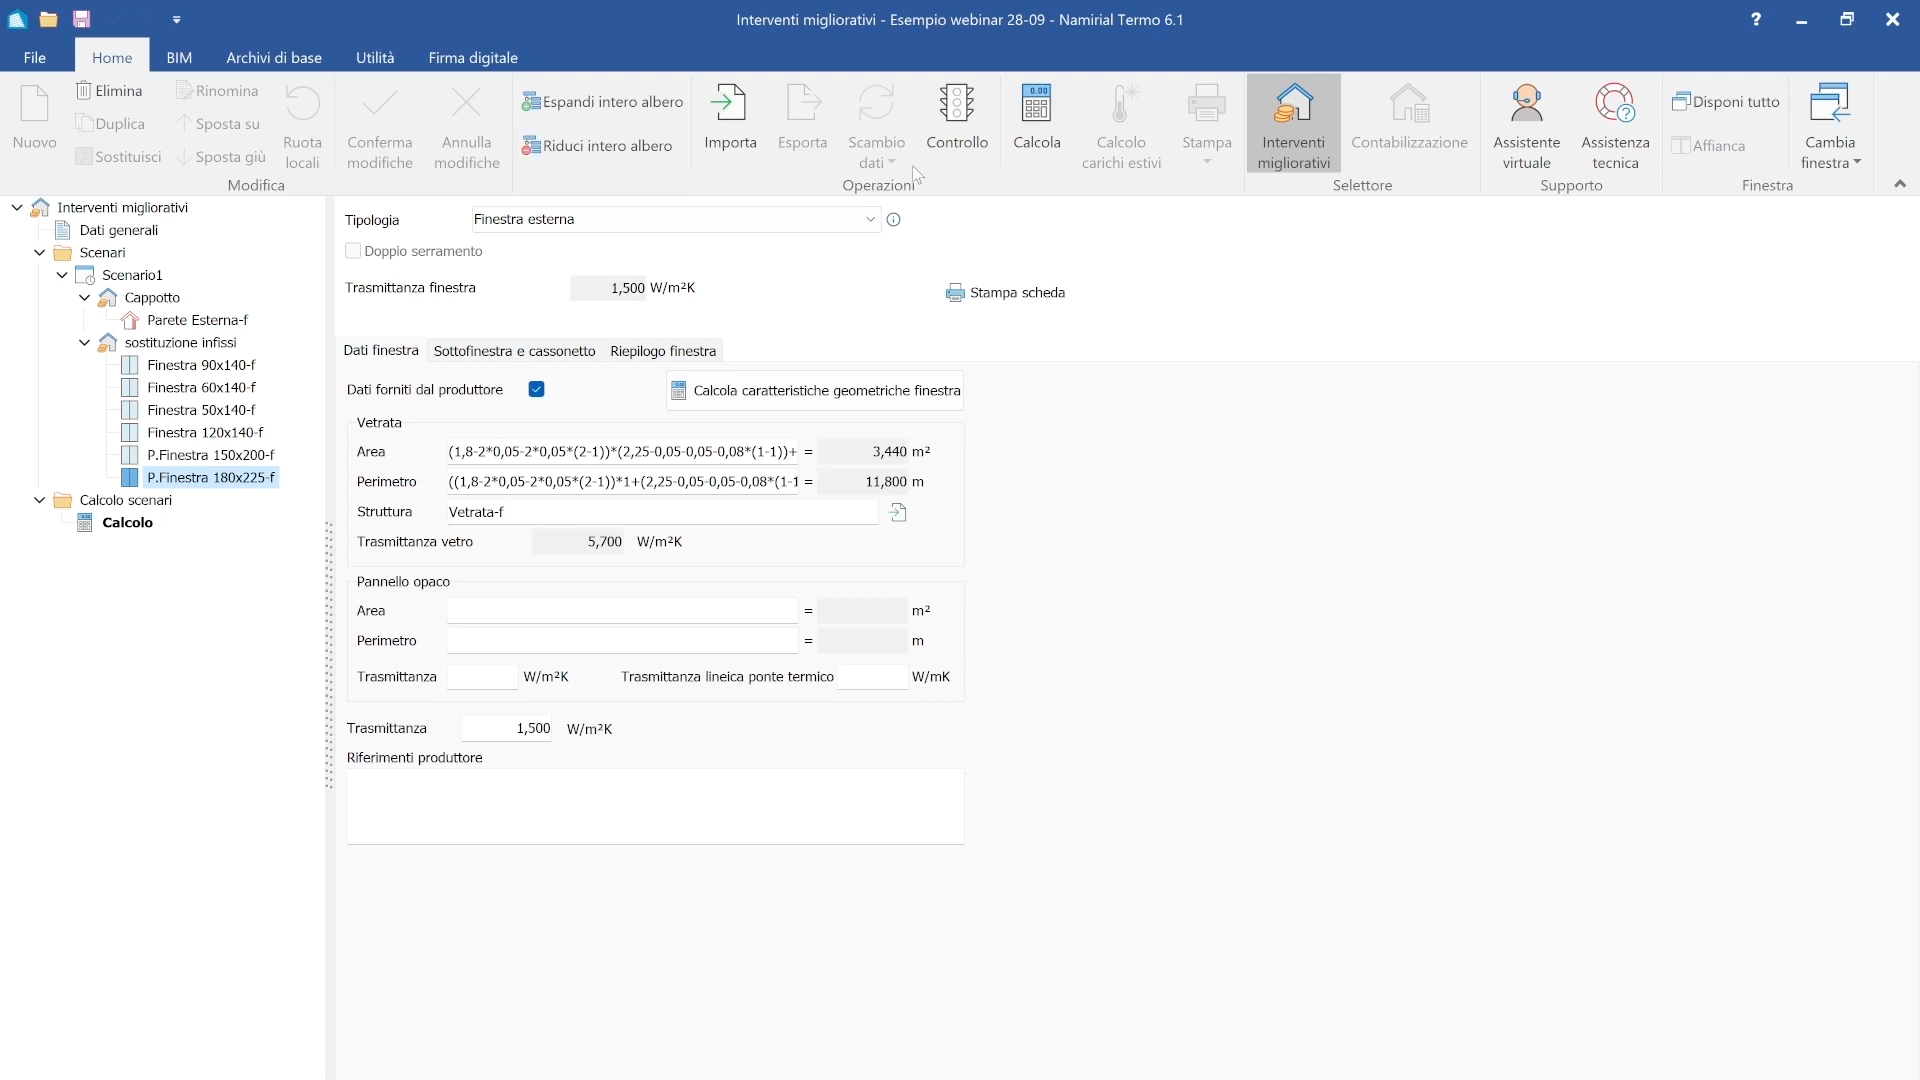 Interventi migliorativi - Esempio webinar 28-09 - Namirial Termo 6.1
File
Home
BIM
Archivi di base
Utilità
Firma digitale
Nuovo
Elimina
Duplica
Sostituisci
Rinomina
Sposta su
Sposta giù
Ruota
locali
Modifica
Conferma
modifiche
Annulla
modifiche
Espandi intero albero
Riduci intero albero
Importa
Esporta
Scambio
dati
Controllo
Calcola
Calcolo
carichi estivi
Stampa
Operazioni
Interventi
migliorativi
Contabilizzazione
Selettore
Assistente
virtuale
Assistenza
tecnica
Supporto
Disponi tutto
Affianca
Cambia
finestra
Finestra
Interventi migliorativi
Dati generali
Scenari
Scenario1
Cappotto
Parete Esterna-f
sostituzione infissi
Finestra 90x140-f
Finestra 60x140-f
Finestra 50x140-f
Finestra 120x140-f
P.Finestra 150x200-f
P.Finestra 180x225-f
Calcolo scenari
Calcolo
Tipologia Finestra esterna
Doppio serramento
Trasmittanza finestra 1,500 W/m²K
Stampa scheda
Dati finestra Sottofinestra e cassonetto Riepilogo finestra
Dati forniti dal produttore
Calcola caratteristiche geometriche finestra
Vetrata
Area (1,8-2*0,05-2*0,05*(2-1))*(2,25-0,05-0,05-0,08*(1-1))+ = 3,440 m²
Perimetro ((1,8-2*0,05-2*0,05*(2-1))*1+(2,25-0,05-0,05-0,08*(1-1 = 11,800 m
Struttura Vetrata-f
Trasmittanza vetro 5,700 W/m²K
Pannello opaco
Area = m²
Perimetro = m
Trasmittanza W/m²K Trasmittanza lineica ponte termico W/mK
Trasmittanza 1,500 W/m²K
Riferimenti produttore